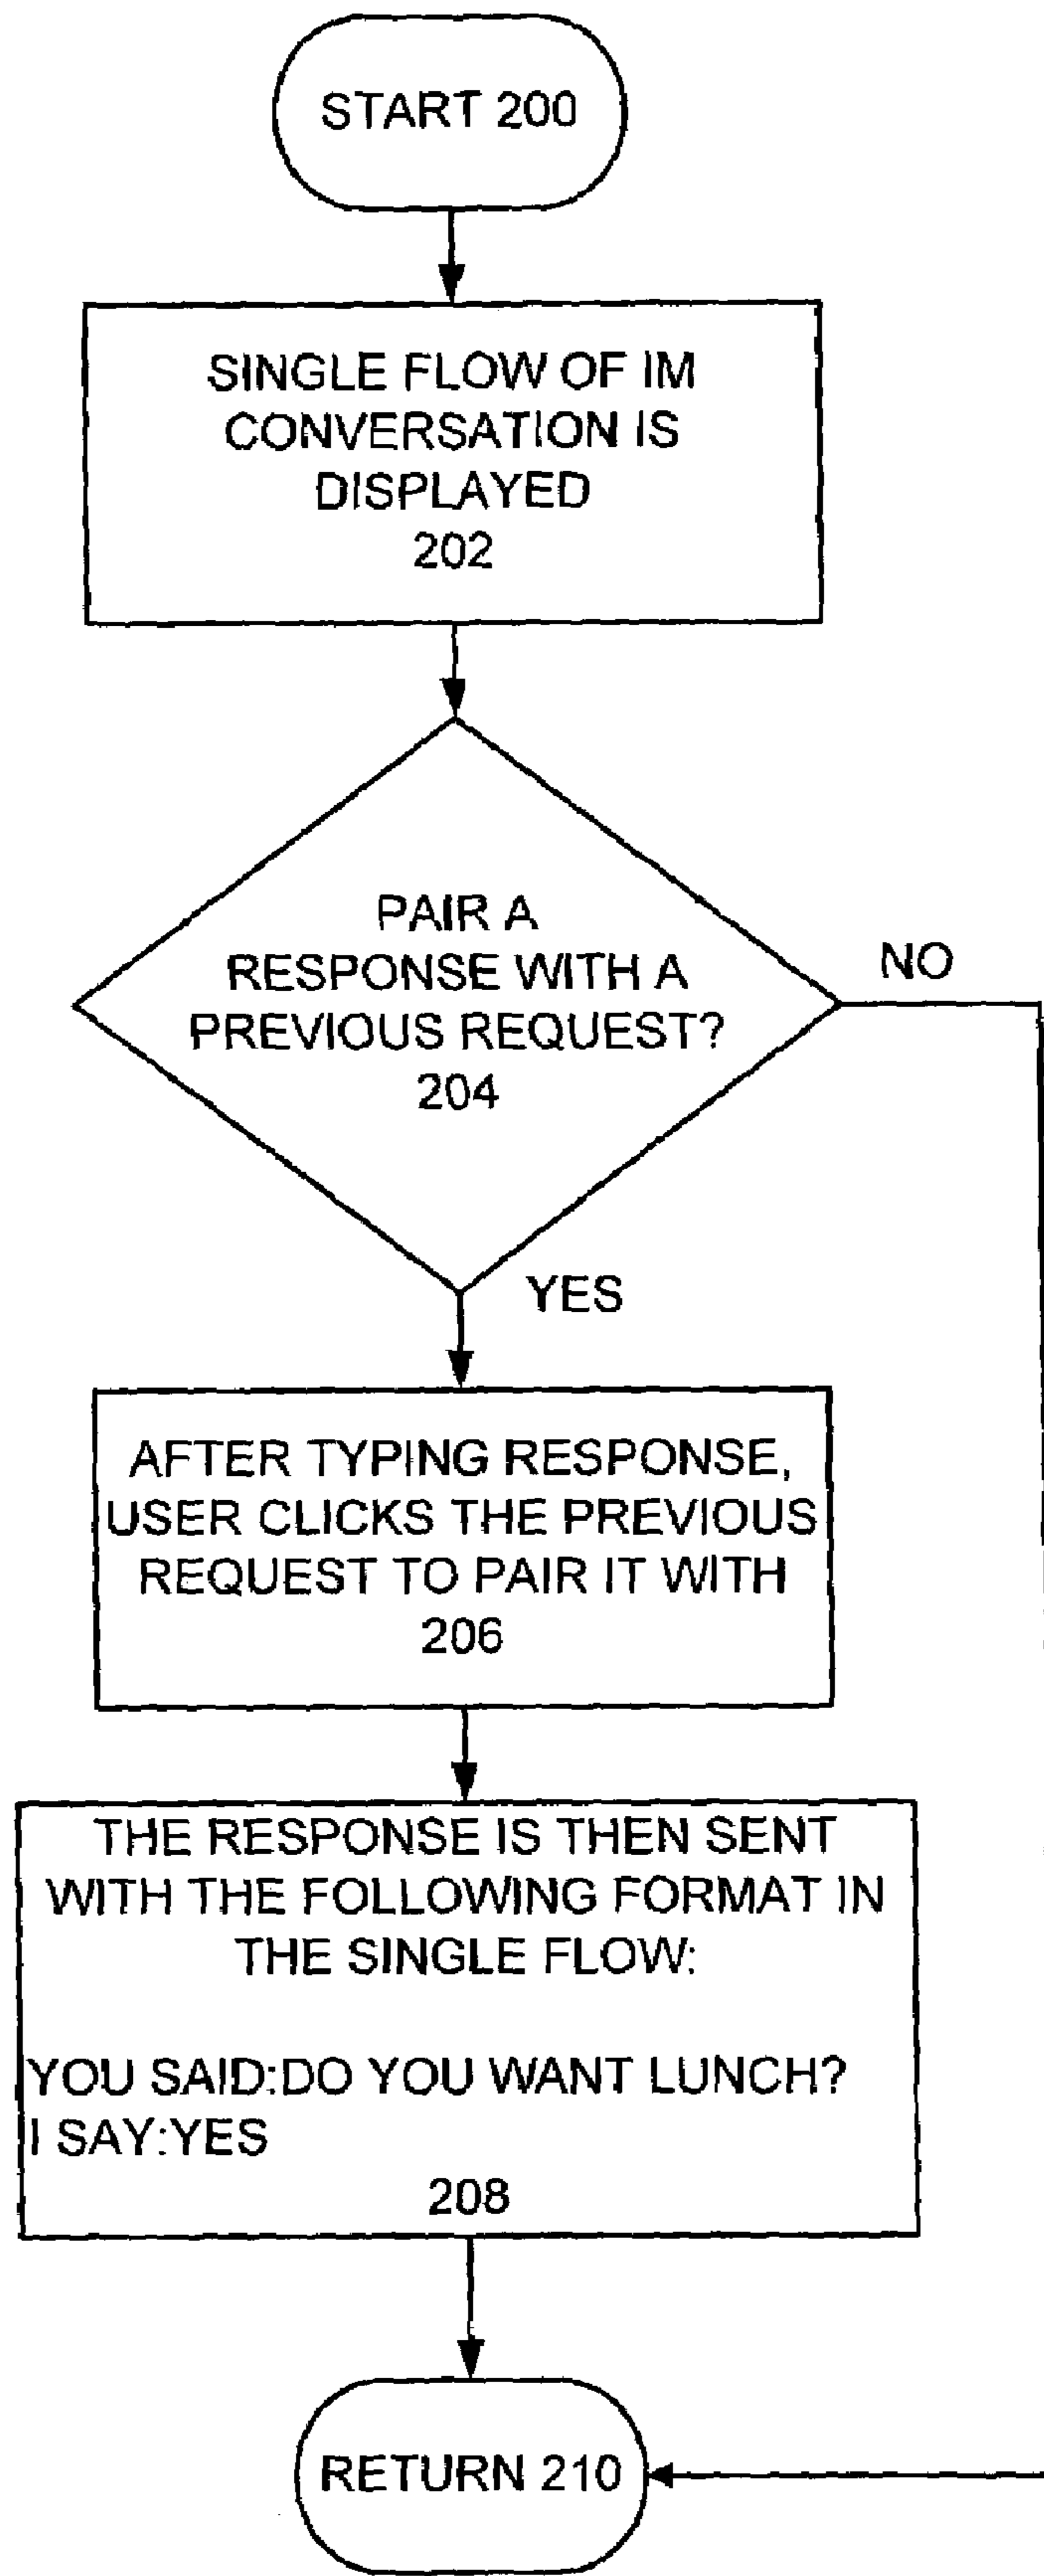 START 200
SINGLE FLOW OF IM
CONVERSATION IS
DISPLAYED
202
PAIR A
RESPONSE WITH A
PREVIOUS REQUEST?
204
NO
YES
AFTER TYPING RESPONSE,
USER CLICKS THE PREVIOUS
REQUEST TO PAIR IT WITH
206
THE RESPONSE IS THEN SENT
WITH THE FOLLOWING FORMAT IN
THE SINGLE FLOW:
YOU SAID:DO YOU WANT LUNCH?
I SAY:YES
208
RETURN 210